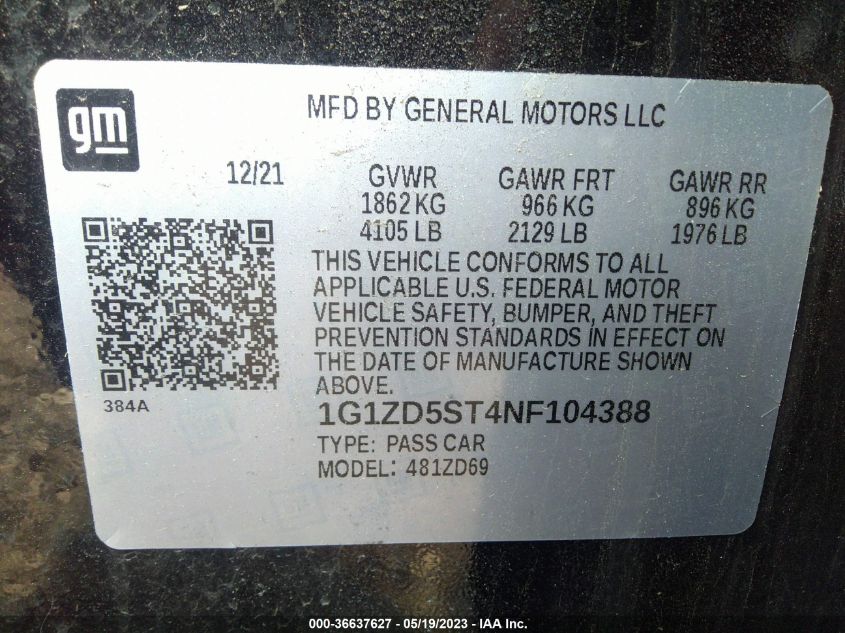 gm
MFD BY GENERAL MOTORS LLC
12/21 GVWR GAWR FRT GAWR RR
1862 KG 966 KG 896 KG
4105 LB 2129 LB 1976 LB
THIS VEHICLE CONFORMS TO ALL
APPLICABLE U.S. FEDERAL MOTOR
VEHICLE SAFETY, BUMPER, AND THEFT
PREVENTION STANDARDS IN EFFECT ON
THE DATE OF MANUFACTURE SHOWN
ABOVE.
384A
1G1ZD5ST4NF104388
TYPE: PASS CAR
MODEL: 481ZD69
000-36637627 - 05/19/2023 - IAA Inc.